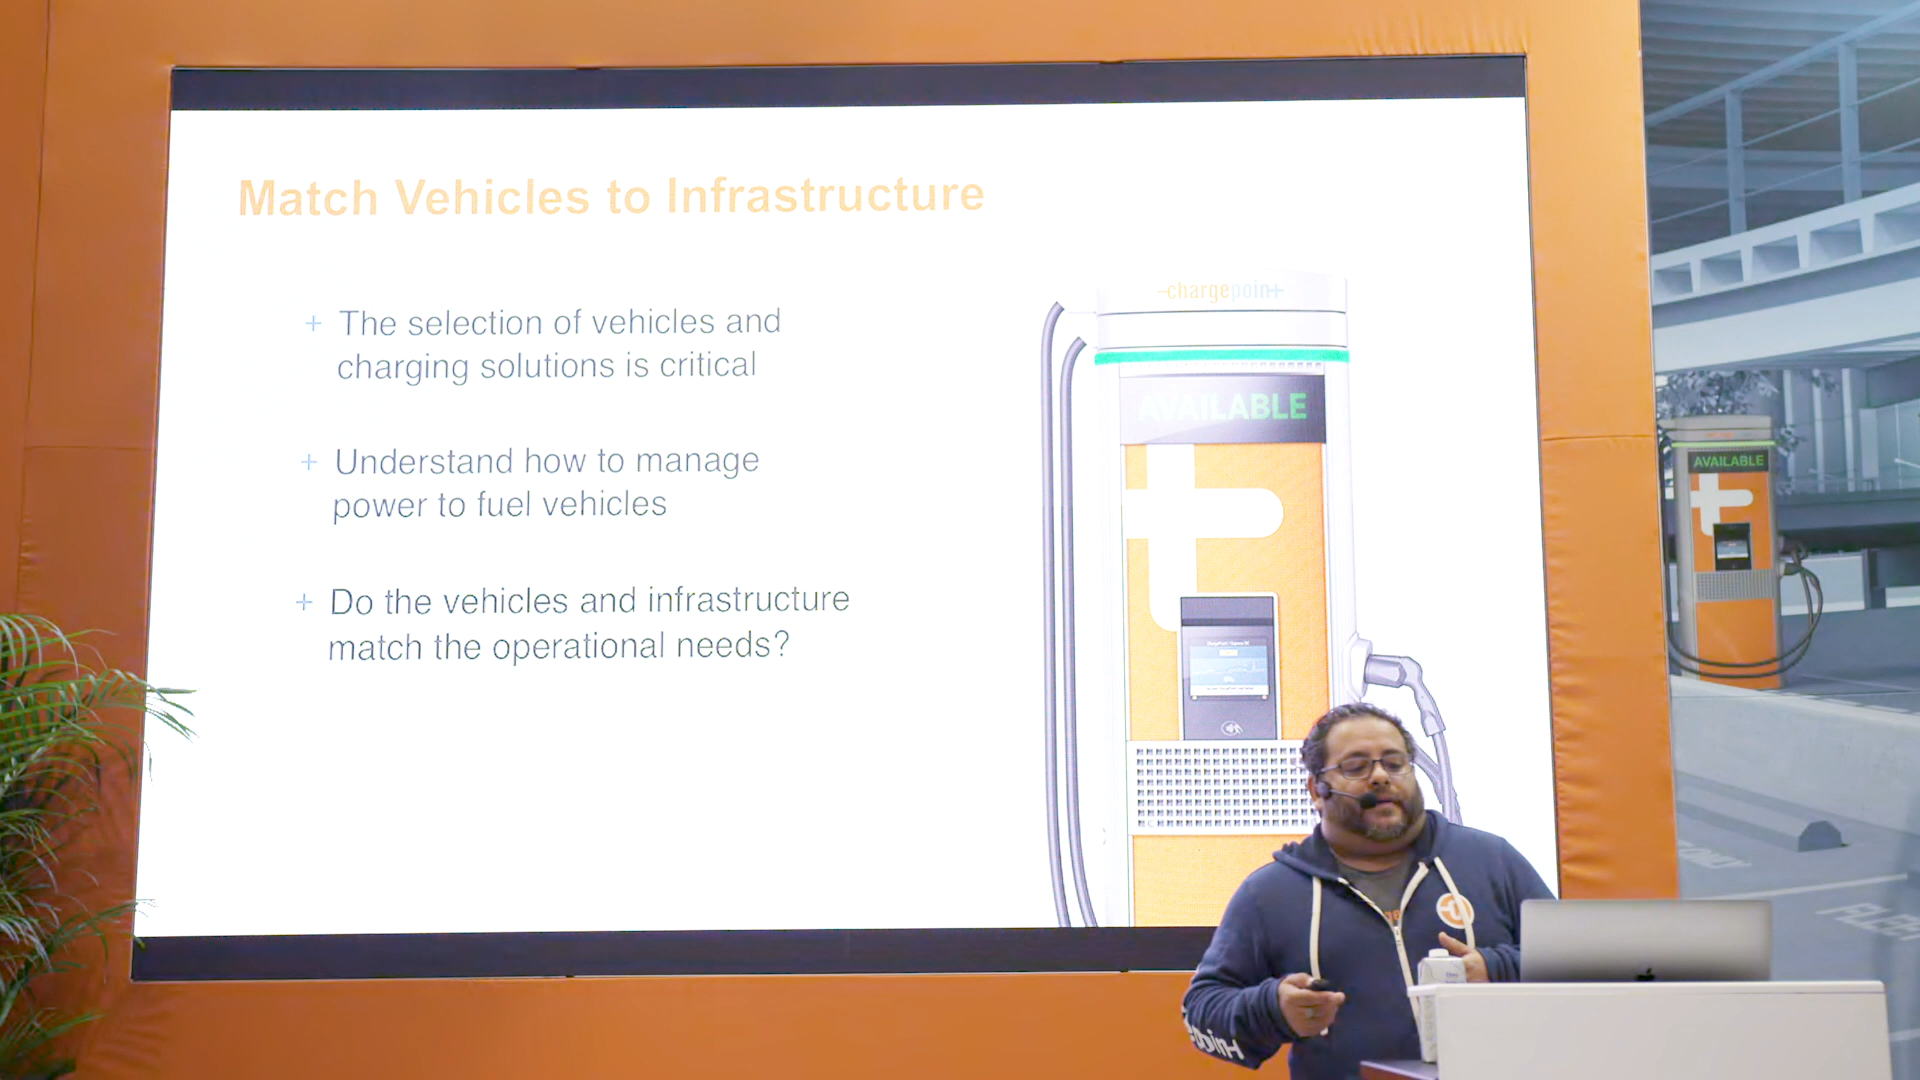 Match Vehicles to Infrastructure
+ The selection of vehicles and
charging solutions is critical
+ Understand how to manage
power to fuel vehicles
+ Do the vehicles and infrastructure
match the operational needs?
-chargepoin+
AVAILABLE
AVAILABLE